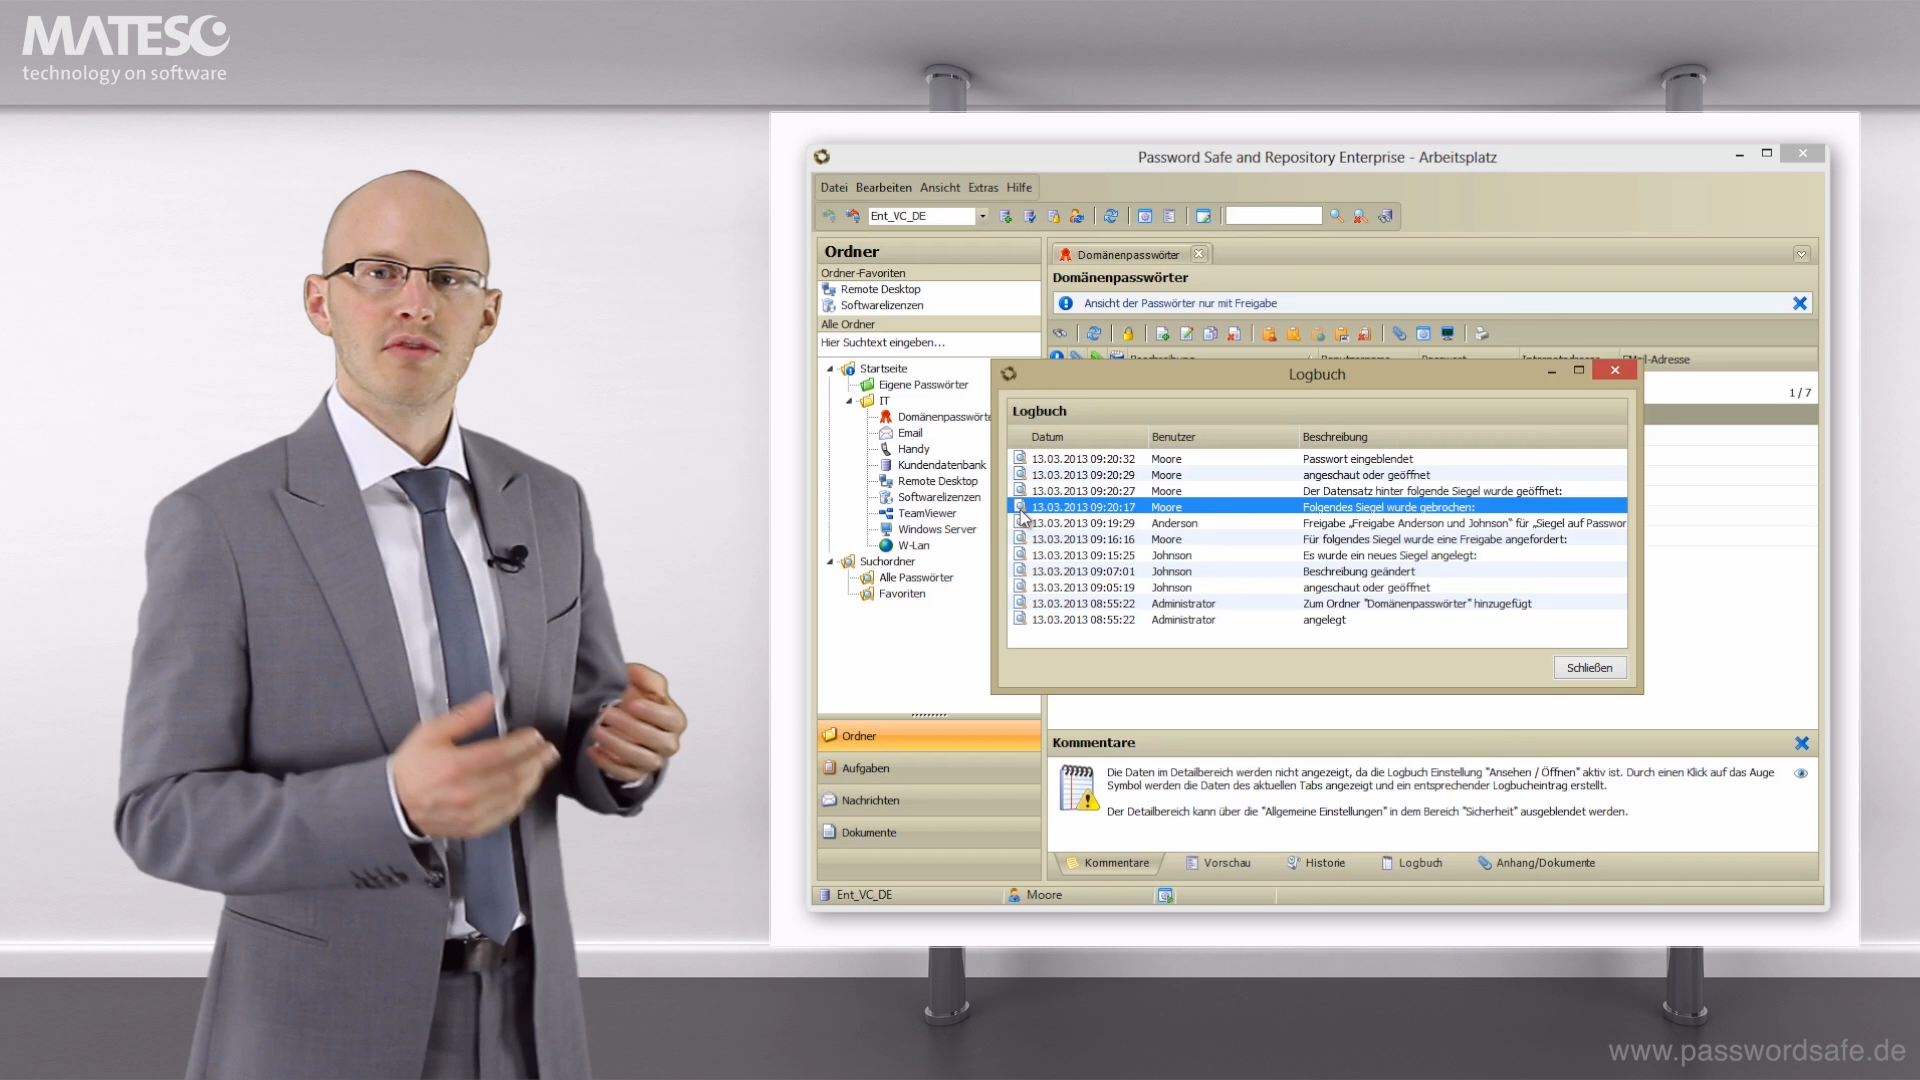 MATESO
technology on software
Password Safe and Repository Enterprise - Arbeitsplatz
Datei Bearbeiten Ansicht Extras Hilfe
Ent_VC_DE
Ordner
Ordner-Favoriten
Remote Desktop
Softwarelizenzen
Alle Ordner
Hier Suchtext eingeben...
Startseite
Eigene Passwörter
IT
Domänenpasswörte
Email
Handy
Kundendatenbank
Remote Desktop
Softwarelizenzen
TeamViewer
Windows Server
W-Lan
Suchordner
Alle Passwörter
Favoriten
Ordner
Aufgaben
Nachrichten
Dokumente
Domänenpasswörter
Domänenpasswörter
Ansicht der Passwörter nur mit Freigabe
1 / 7
Logbuch
Logbuch
Datum Benutzer Beschreibung
13.03.2013 09:20:32 Moore Passwort eingeblendet
13.03.2013 09:20:29 Moore angeschaut oder geöffnet
13.03.2013 09:20:27 Moore Der Datensatz hinter folgende Siegel wurde geöffnet:
13.03.2013 09:20:17 Moore Folgendes Siegel wurde gebrochen:
13.03.2013 09:19:29 Anderson Freigabe „Freigabe Anderson und Johnson" für „Siegel auf Passwor
13.03.2013 09:16:16 Moore Für folgendes Siegel wurde eine Freigabe angefordert:
13.03.2013 09:15:25 Johnson Es wurde ein neues Siegel angelegt:
13.03.2013 09:07:01 Johnson Beschreibung geändert
13.03.2013 09:05:19 Johnson angeschaut oder geöffnet
13.03.2013 08:55:22 Administrator Zum Ordner "Domänenpasswörter" hinzugefügt
13.03.2013 08:55:22 Administrator angelegt
Schließen
Kommentare
Die Daten im Detailbereich werden nicht angezeigt, da die Logbuch Einstellung "Ansehen / Öffnen" aktiv ist. Durch einen Klick auf das Auge
Symbol werden die Daten des aktuellen Tabs angezeigt und ein entsprechender Logbucheintrag erstellt.
Der Detailbereich kann über die "Allgemeine Einstellungen" in dem Bereich "Sicherheit" ausgeblendet werden.
Kommentare Vorschau Historie Logbuch Anhang/Dokumente
Ent_VC_DE Moore
www.passwordsafe.de